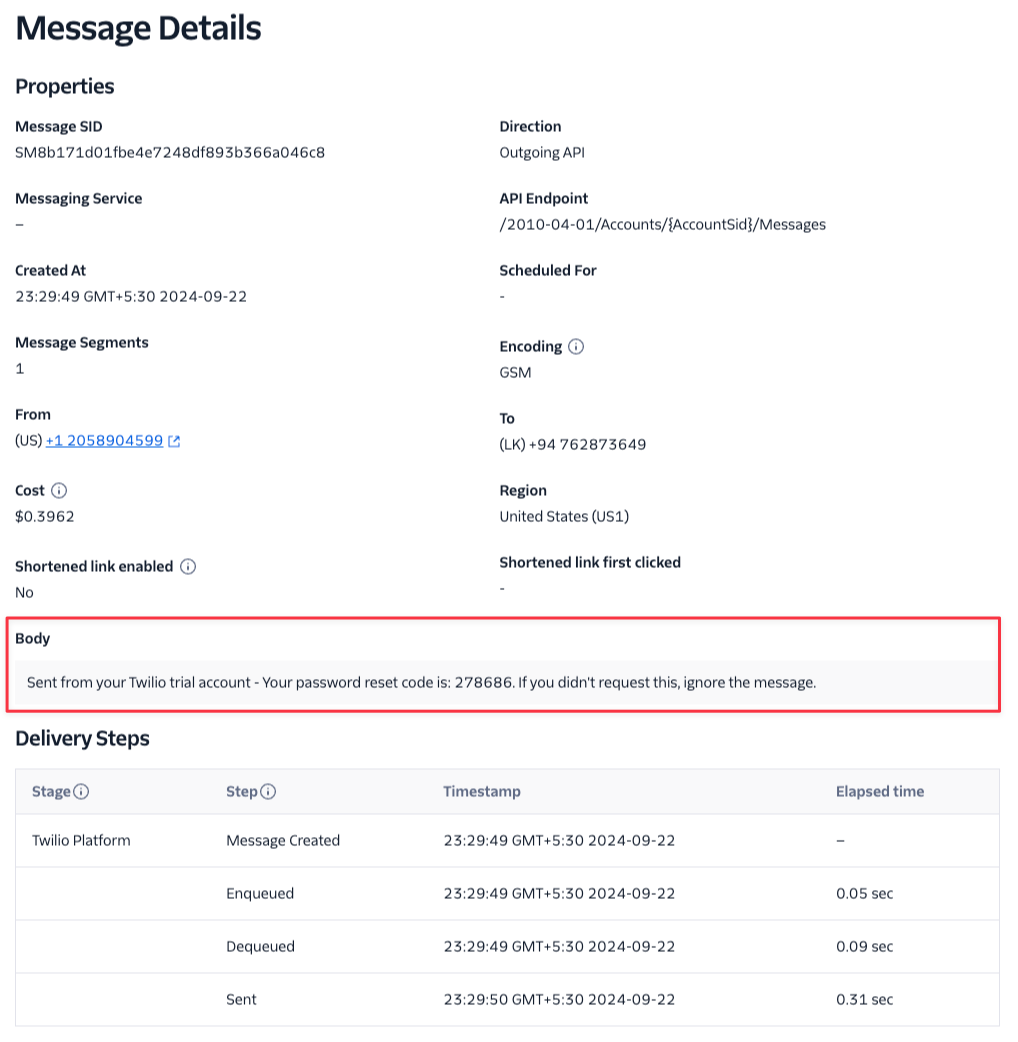 Message Details
Properties
Message SID
SM8b171d01fbe4e7248df893b366a046c8
Direction
Outgoing API
Messaging Service
–
API Endpoint
/2010-04-01/Accounts/{AccountSid}/Messages
Created At
23:29:49 GMT+5:30 2024-09-22
Scheduled For
-
Message Segments
1
Encoding
GSM
From
(US) +1 2058904599
To
(LK) +94 762873649
Cost
$0.3962
Region
United States (US1)
Shortened link enabled
No
Shortened link first clicked
-
Body
Sent from your Twilio trial account - Your password reset code is: 278686. If you didn't request this, ignore the message.
Delivery Steps
Stage Step Timestamp Elapsed time
Twilio Platform Message Created 23:29:49 GMT+5:30 2024-09-22 –
Enqueued 23:29:49 GMT+5:30 2024-09-22 0.05 sec
Dequeued 23:29:49 GMT+5:30 2024-09-22 0.09 sec
Sent 23:29:50 GMT+5:30 2024-09-22 0.31 sec